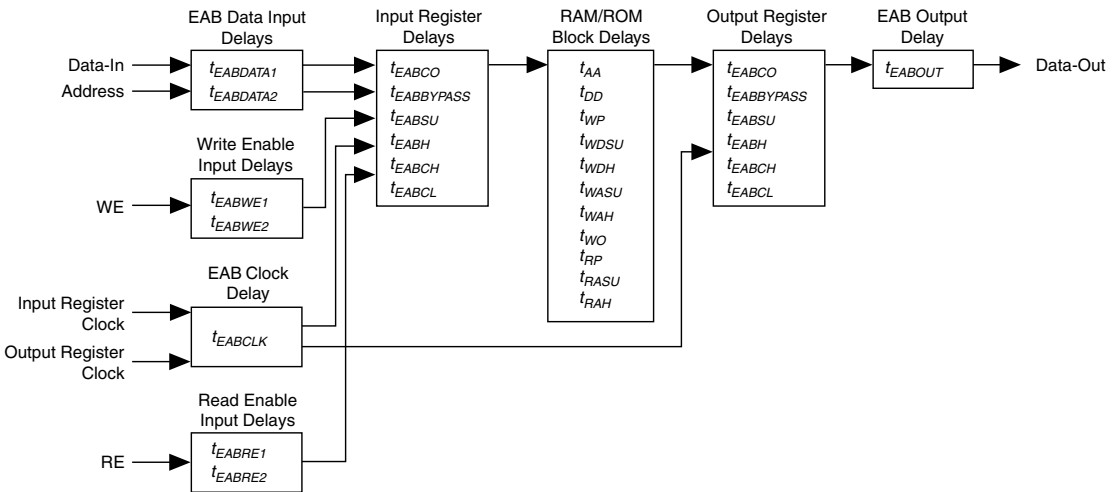 EAB Data Input
Delays
Input Register
Delays
RAM/ROM
Block Delays
Output Register
Delays
EAB Output
Delay
Data-In
Address
tEABDATA1
tEABDATA2
tEABCO
tEABBYPASS
tEABSU
tEABH
tEABCH
tEABCL
tAA
tDD
tWP
tWDSU
tWDH
tWASU
tWAH
tWO
tRP
tRASU
tRAH
tEABCO
tEABBYPASS
tEABSU
tEABH
tEABCH
tEABCL
tEABOUT
Data-Out
Write Enable
Input Delays
WE
tEABWE1
tEABWE2
EAB Clock
Delay
Input Register
Clock
Output Register
Clock
tEABCLK
Read Enable
Input Delays
RE
tEABRE1
tEABRE2